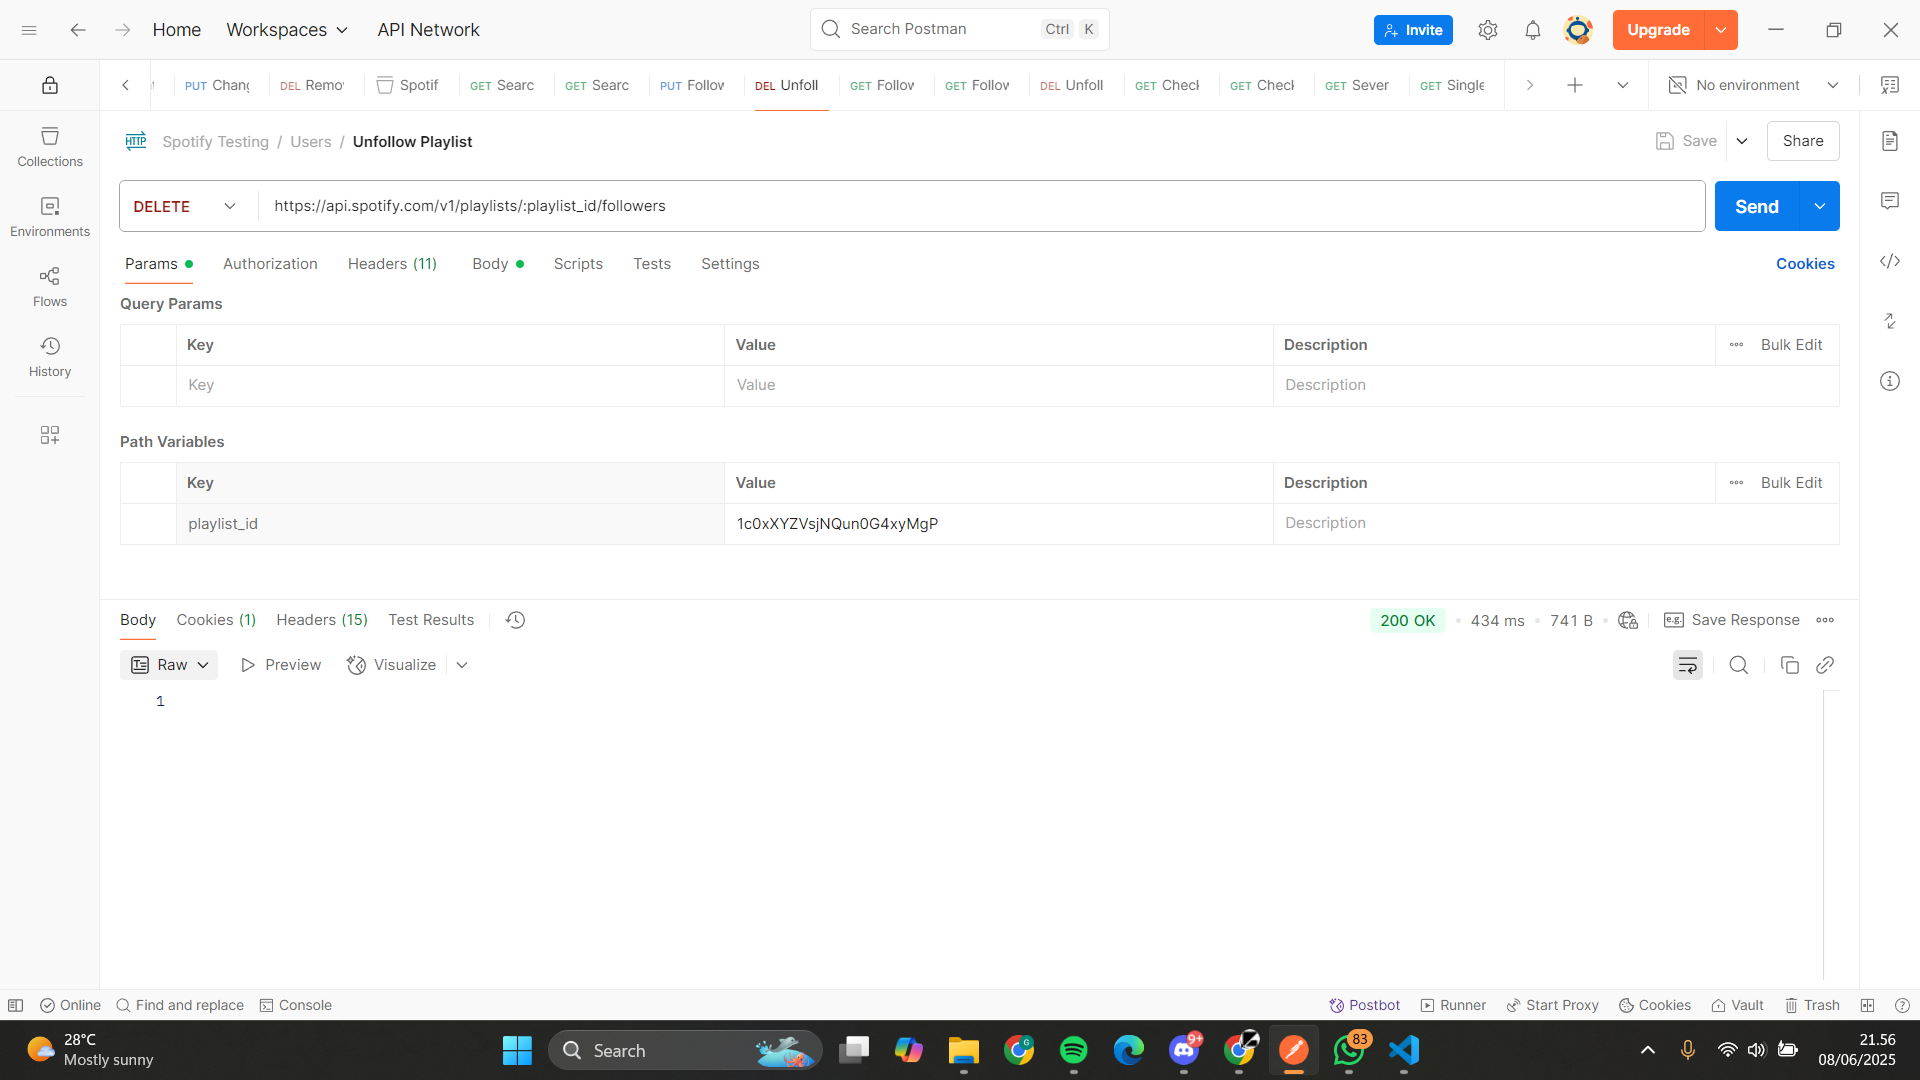 Home
Workspaces
API Network
Search Postman
Ctrl
K
Invite
Upgrade
PUT Chang
DEL Remo
Spotif
GET Searc
GET Searc
PUT Follow
DEL Unfoll
GET Follow
GET Follow
DEL Unfoll
GET Check
GET Check
GET Sever
GET Single
No environment
HTTP
Spotify Testing / Users / Unfollow Playlist
Save
Share
Collections
Environments
Flows
History
DELETE
https://api.spotify.com/v1/playlists/:playlist_id/followers
Send
Params
Authorization
Headers (11)
Body
Scripts
Tests
Settings
Cookies
Query Params
Key
Value
Description
Bulk Edit
Key
Value
Description
Path Variables
Key
Value
Description
Bulk Edit
playlist_id
1c0xXYZVsjNQun0G4xyMgP
Description
Body
Cookies (1)
Headers (15)
Test Results
200 OK
434 ms
741 B
e.g.
Save Response
Raw
Preview
Visualize
1
Online
Find and replace
Console
Postbot
Runner
Start Proxy
Cookies
Vault
Trash
28°C
Mostly sunny
Search
G
9+
83
21.56
08/06/2025